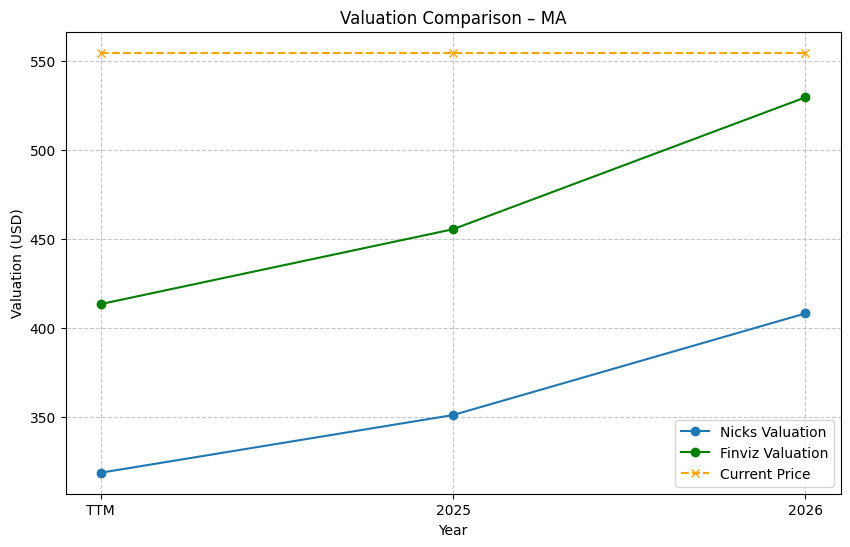 Valuation Comparison – MA
Valuation (USD)
550
500
450
400
350
TTM
2025
2026
Year
Nicks Valuation
Finviz Valuation
Current Price